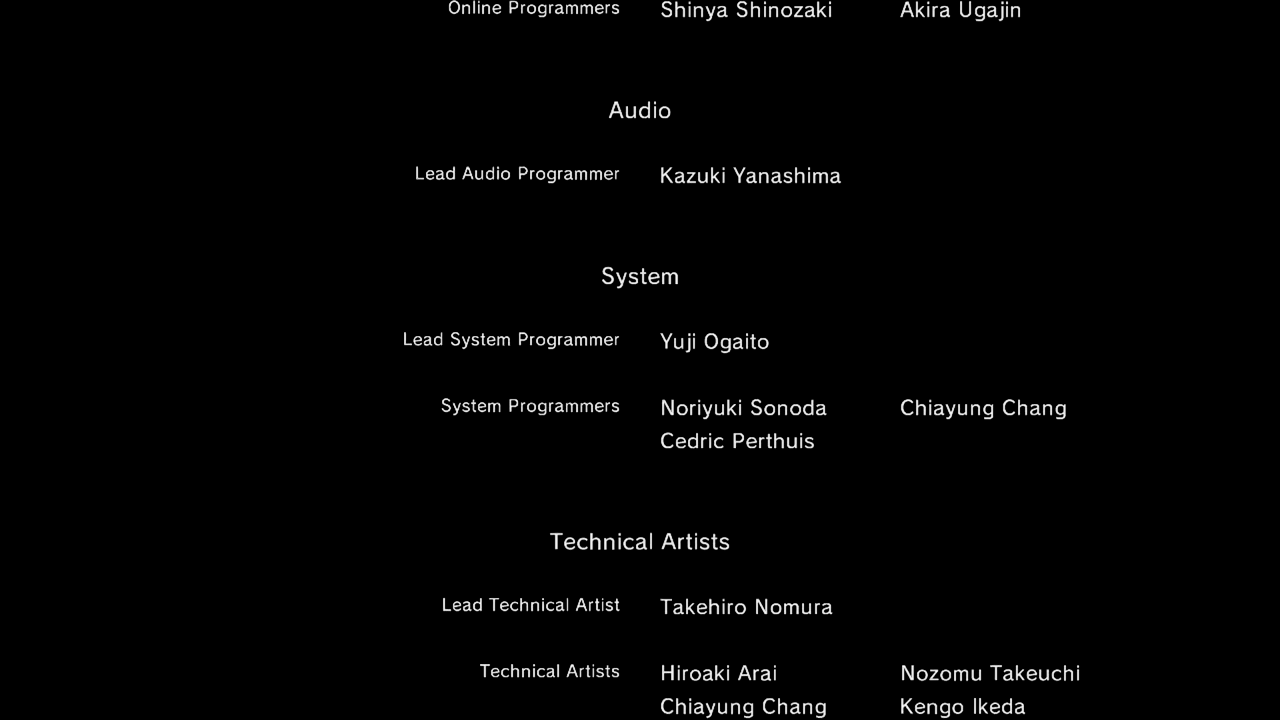 Online Programmers Shinya Shinozaki Akira Ugajin
Audio
Lead Audio Programmer Kazuki Yanashima
System
Lead System Programmer Yuji Ogaito
System Programmers Noriyuki Sonoda Chiayung Chang
Cedric Perthuis
Technical Artists
Lead Technical Artist Takehiro Nomura
Technical Artists Hiroaki Arai Nozomu Takeuchi
Chiayung Chang Kengo Ikeda